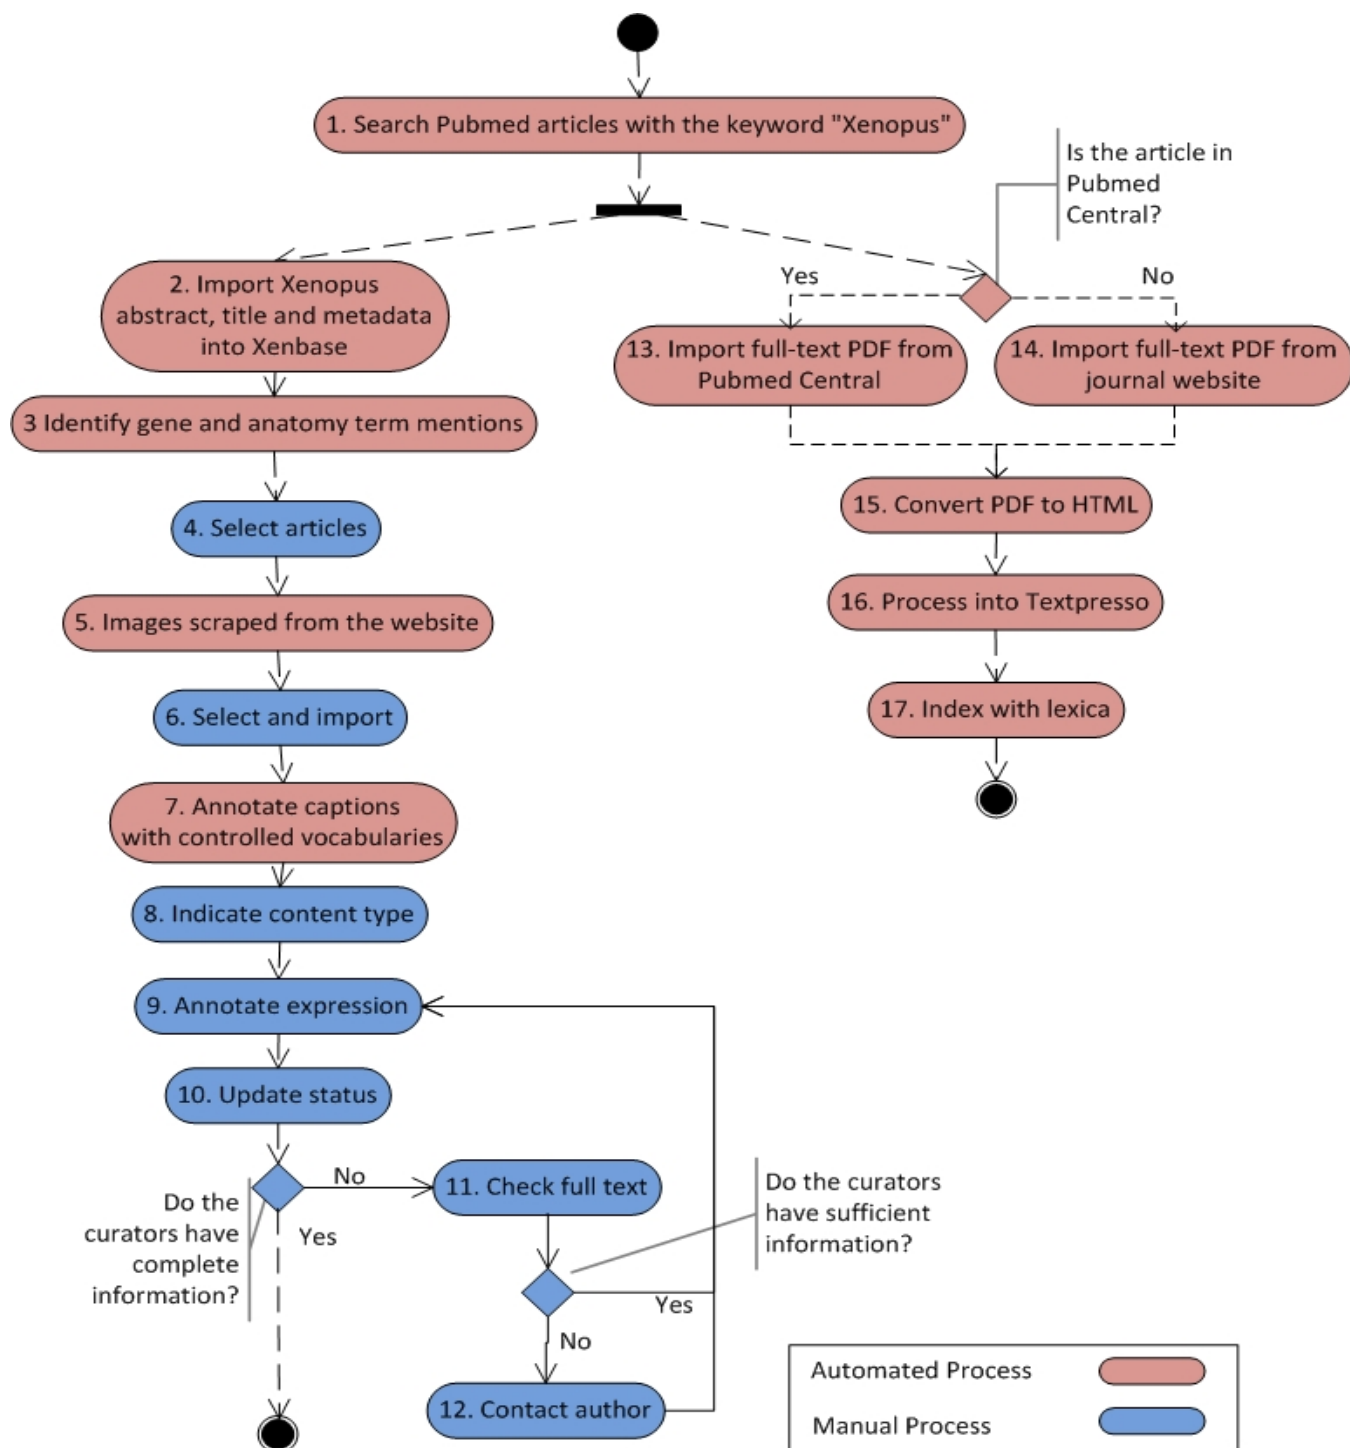 1. Search Pubmed articles with the keyword "Xenopus"
Is the article in
Pubmed
Central?
Yes
No
2. Import Xenopus
abstract, title and metadata
into Xenbase
13. Import full-text PDF from
Pubmed Central
14. Import full-text PDF from
journal website
3 Identify gene and anatomy term mentions
4. Select articles
15. Convert PDF to HTML
5. Images scraped from the website
16. Process into Textpresso
6. Select and import
17. Index with lexica
7. Annotate captions
with controlled vocabularies
8. Indicate content type
9. Annotate expression
10. Update status
No
11. Check full text
Do the
curators have
complete
information?
Yes
Do the curators
have sufficient
information?
Yes
No
12. Contact author
Automated Process
Manual Process